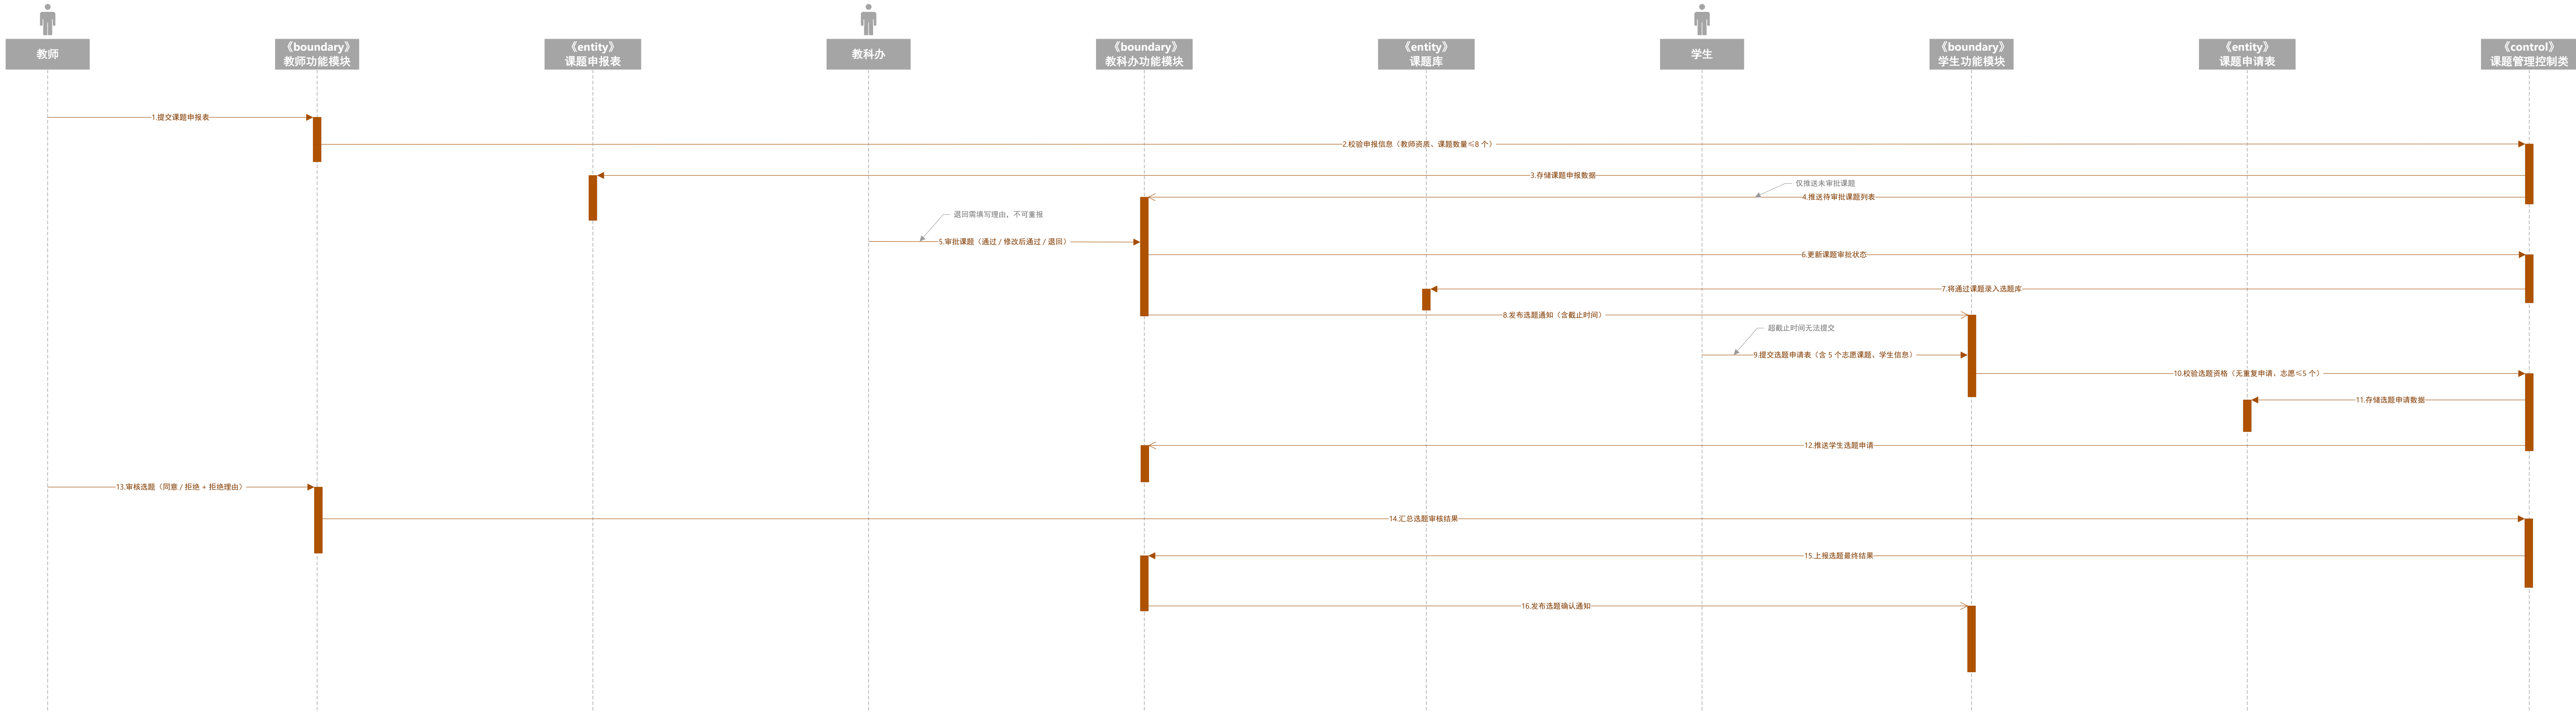 教师
《boundary》
教师功能模块
《entity》
课题申报表
教科办
《boundary》
教科办功能模块
《entity》
课题库
学生
《boundary》
学生功能模块
《entity》
课题申请表
《control》
课题管理控制类
1.提交课题申报表
2.校验申报信息（教师资质、课题数量≤8 个）
3.存储课题申报数据
仅推送未审批课题
4.推送待审批课题列表
退回需填写理由，不可重报
5.审批课题（通过 / 修改后通过 / 退回）
6.更新课题审批状态
7.将通过课题录入选题库
8.发布选题通知（含截止时间）
超截止时间无法提交
9.提交选题申请表（含 5 个志愿课题、学生信息）
10.校验选题资格（无重复申请、志愿≤5 个）
11.存储选题申请数据
12.推送学生选题申请
13.审核选题（同意 / 拒绝 + 拒绝理由）
14.汇总选题审核结果
15.上报选题最终结果
16.发布选题确认通知